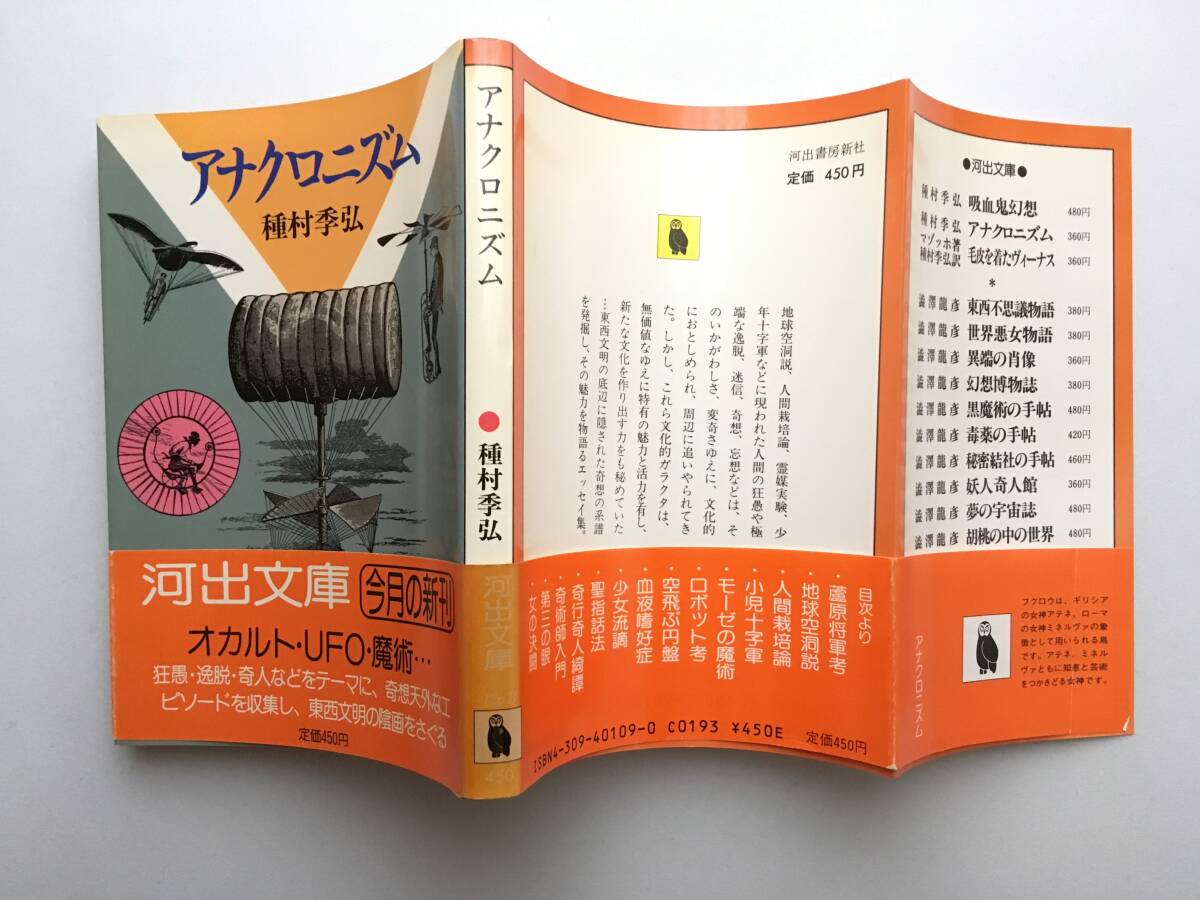 アナクロニズム
種村季弘
河出文庫
今月の新刊
オカルト・UFO・魔術…
狂愚・逸脱・奇人などをテーマに、奇想天外なエ
ピソードを収集し、東西文明の陰画をさぐる
定価450円
アナクロニズム
●種村季弘
河出文庫
450
河出書房新社
定価 450円
地球空洞説、人間栽培論、霊媒実験、少
年十字軍などに現われた人間の狂愚や極
端な逸脱、迷信、奇想、妄想などは、そ
のいかがわしさ、変奇さゆえに、文化的
におとしめられ、周辺に追いやられてき
た。しかし、これら文化的ガラクタは、
無価値なゆえに特有の魅力と活力を有し、
新たな文化を作り出す力をも秘めていた
…東西文明の底辺に隠された奇想の系譜
を発掘し、その魅力を物語るエッセイ集。
目次より
・蘆原将軍考
・地球空洞説
・人間栽培論
・小児十字軍
・モーゼの魔術
・ロボット考
・空飛ぶ円盤
・血液嗜好症
・少女流謫
・聖指話法
・奇行奇人綺譚
・奇術師入門
・第三の眼
・女の決闘
ISBN4-309-40109-0 C0193 ¥450E 定価450円
●河出文庫●
種村季弘 吸血鬼幻想 480円
種村季弘 アナクロニズム 360円
マゾッホ著
種村季弘訳 毛皮を着たヴィーナス 360円
*
澁澤龍彦 東西不思議物語 380円
澁澤龍彦 世界悪女物語 380円
澁澤龍彦 異端の肖像 360円
澁澤龍彦 幻想博物誌 380円
澁澤龍彦 黒魔術の手帖 480円
澁澤龍彦 毒薬の手帖 420円
澁澤龍彦 秘密結社の手帖 460円
澁澤龍彦 妖人奇人館 360円
澁澤龍彦 夢の宇宙誌 480円
澁澤龍彦 胡桃の中の世界 480円
フクロウは、ギリシア
の女神アテネ、ローマ
の女神ミネルヴァの象
徴として用いられる鳥
です。アテネ、ミネル
ヴァともに知恵と芸術
をつかさどる女神です。
アナクロニズム